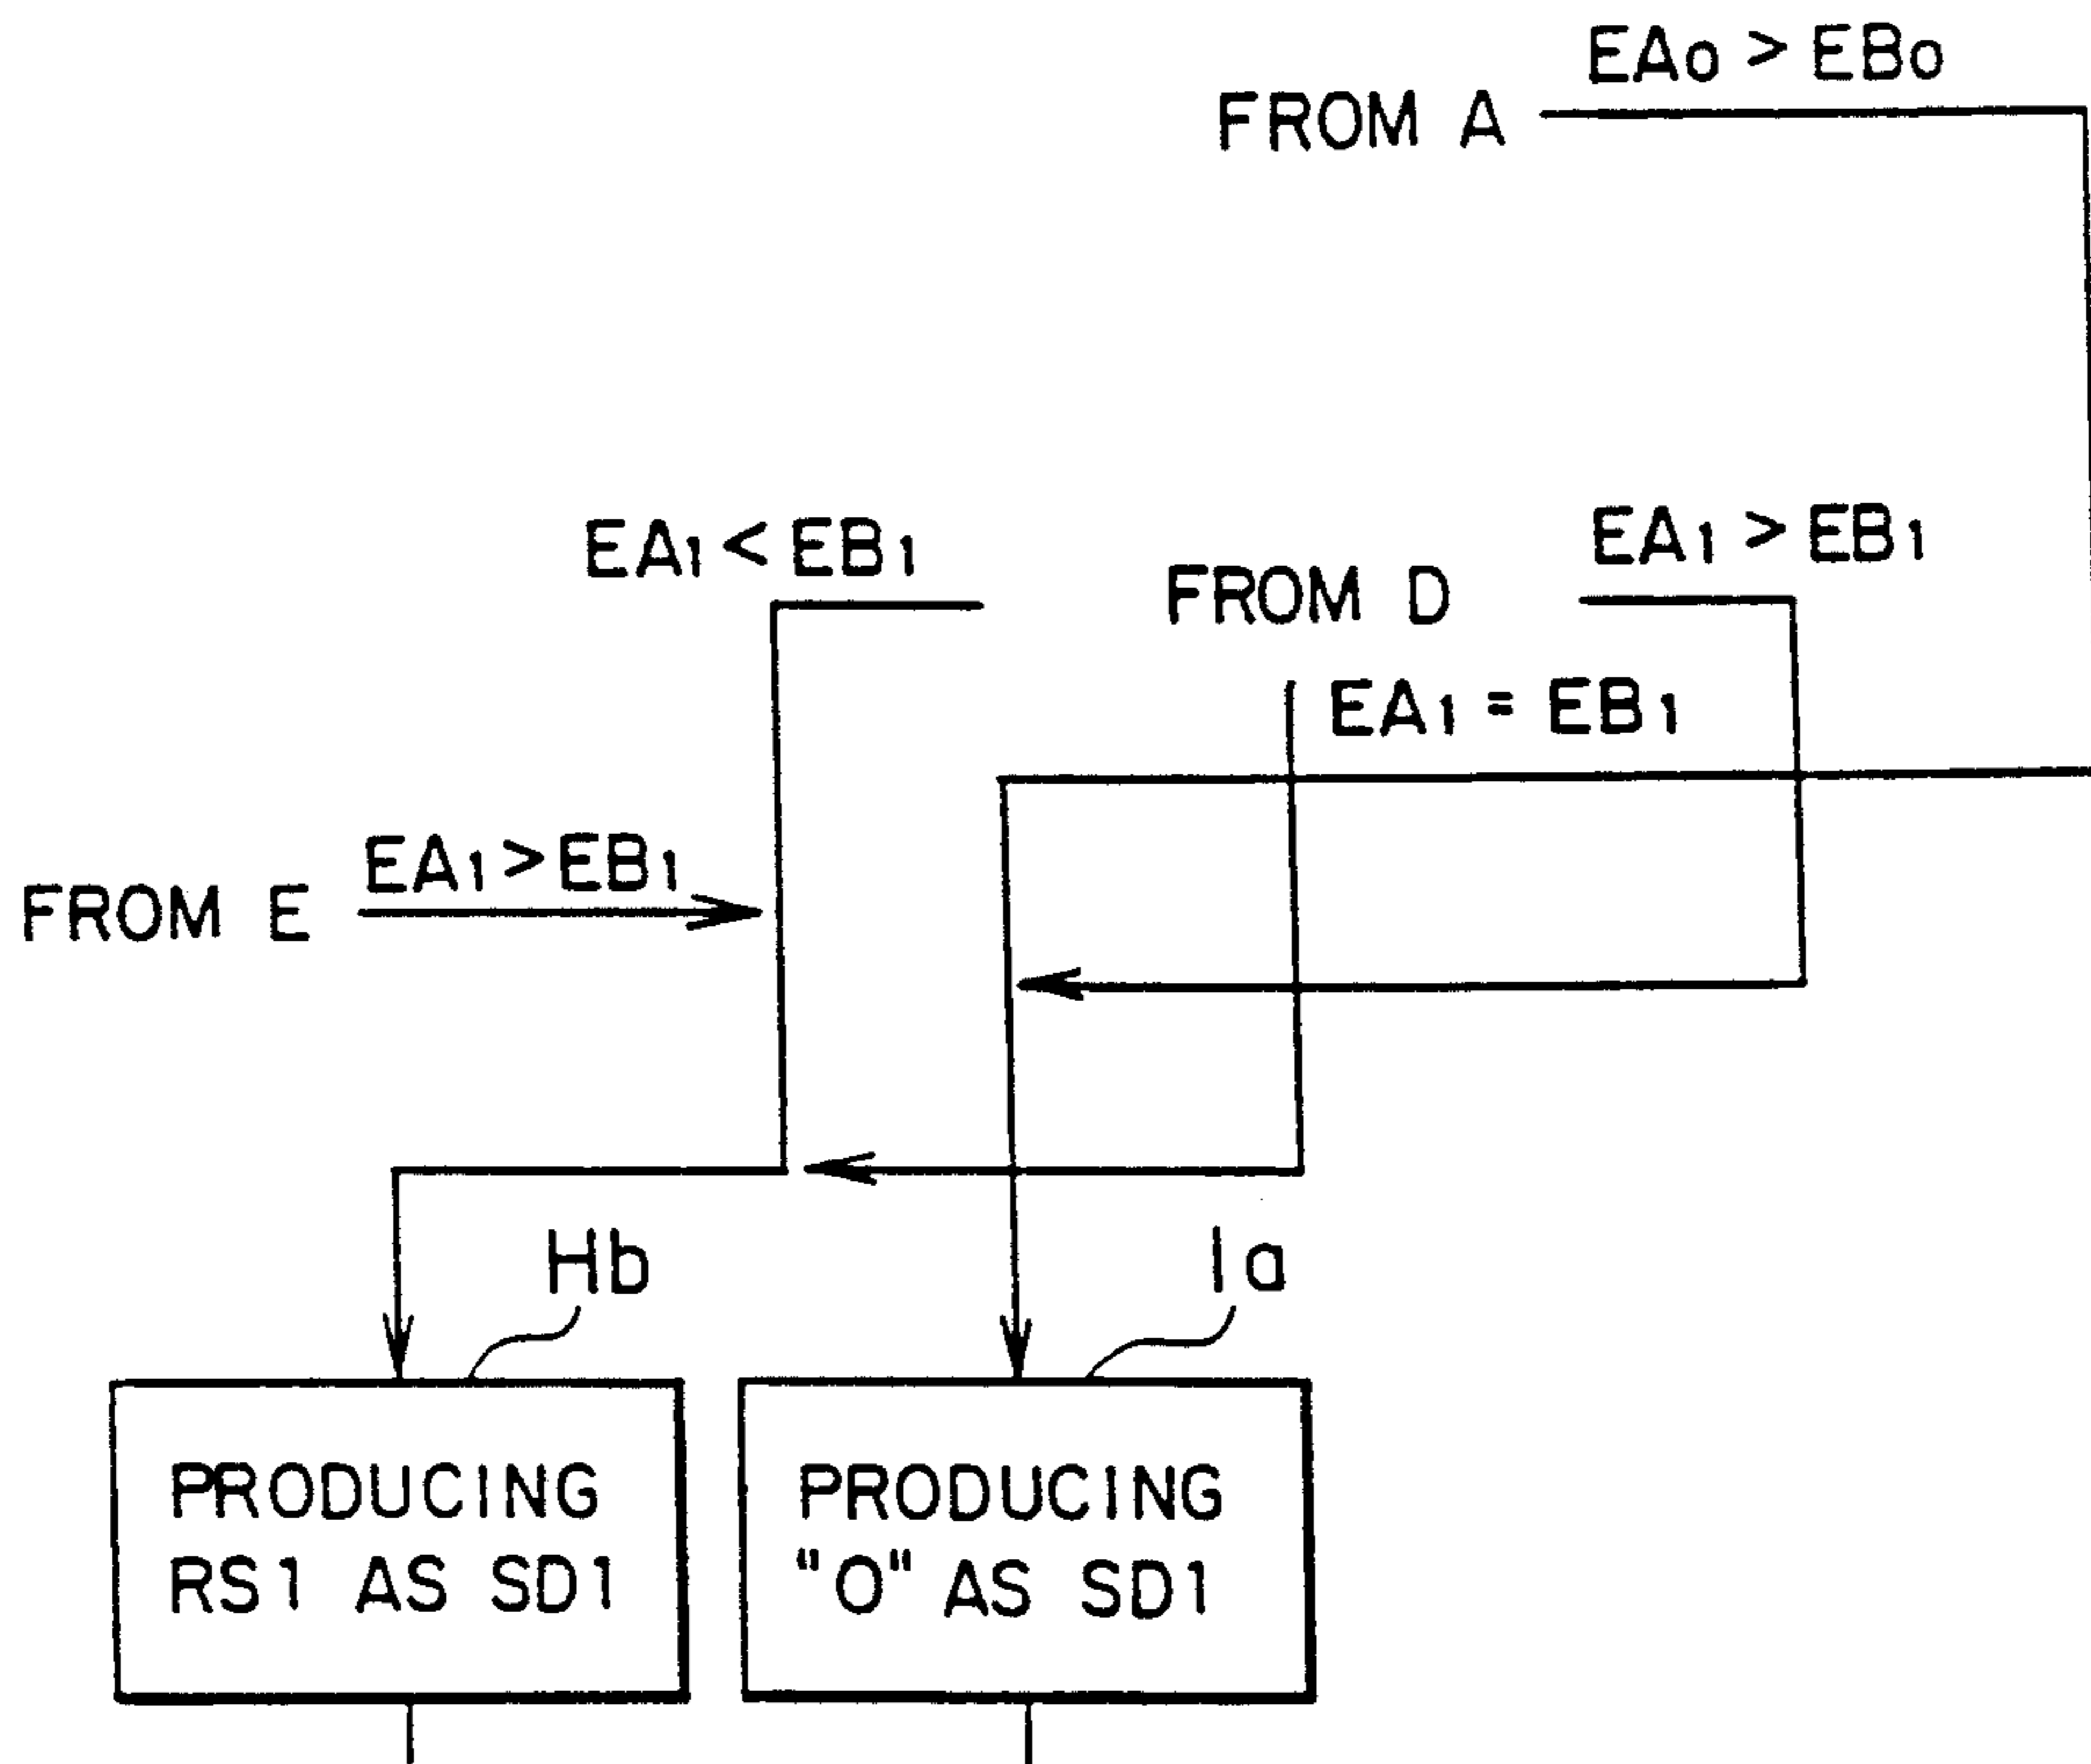 EA0 > EB0
FROM A
EA1 < EB1
EA1 > EB1
FROM D
EA1 = EB1
EA1 > EB1
FROM E
Hb
Ia
PRODUCING
RS1 AS SD1
PRODUCING
"0" AS SD1